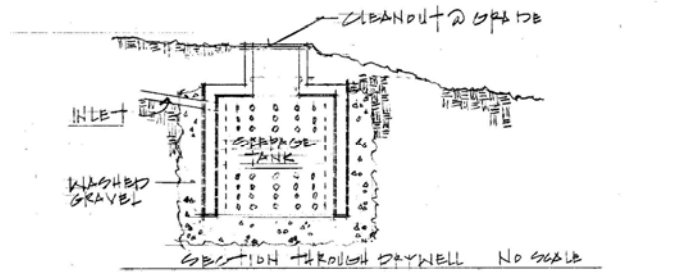 CLEANOUT @ GRADE
INLET
SEEPAGE
TANK
WASHED
GRAVEL
SECTION THROUGH DRYWELL NO SCALE